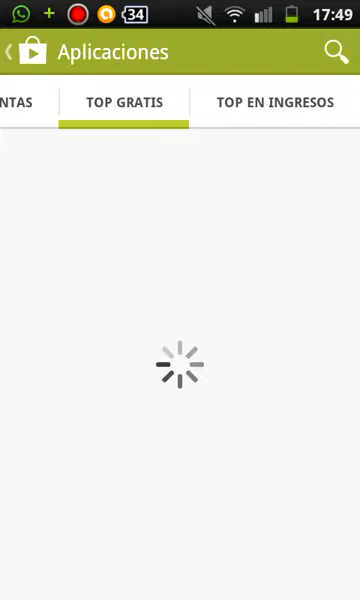 34
17:49
Aplicaciones
NTAS
TOP GRATIS
TOP EN INGRESOS